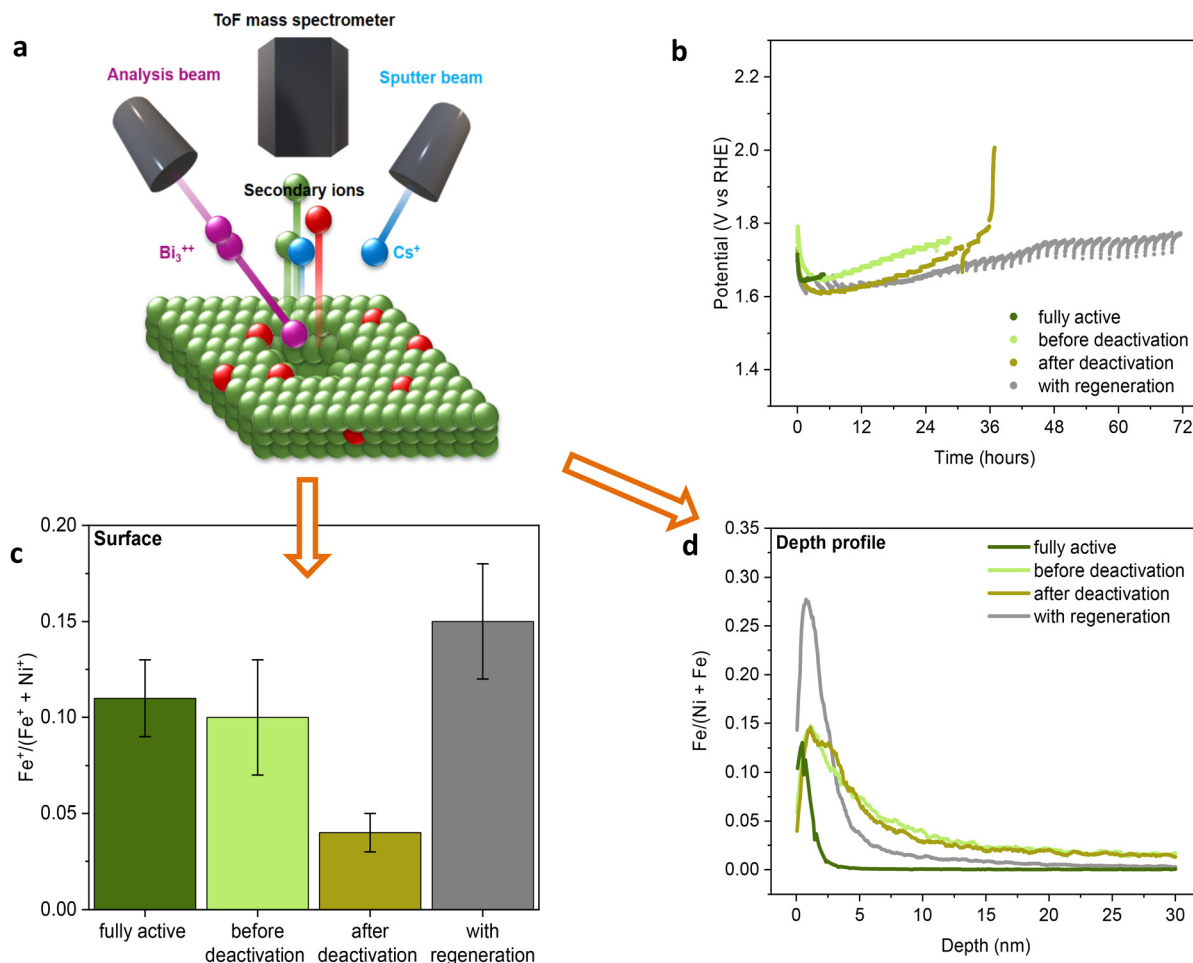 a
ToF mass spectrometer
Analysis beam
Sputter beam
Secondary ions
Bi₃⁺⁺
Cs⁺
b
2.2
2.0
1.8
1.6
1.4
Potential (V vs RHE)
fully active
before deactivation
after deactivation
with regeneration
0 12 24 36 48 60 72
Time (hours)
c
Surface
0.20
0.15
0.10
0.05
0.00
Fe⁺/(Fe⁺ + Ni⁺)
fully active
before
deactivation
after
deactivation
with
regeneration
d
Depth profile
0.35
0.30
0.25
0.20
0.15
0.10
0.05
0.00
Fe/(Ni + Fe)
fully active
before deactivation
after deactivation
with regeneration
0 5 10 15 20 25 30
Depth (nm)